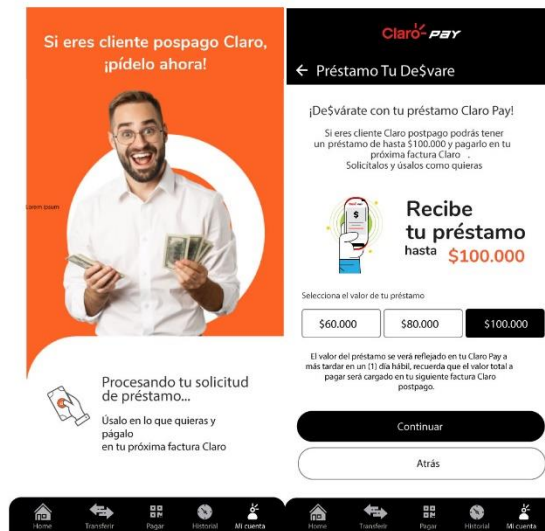 Si eres cliente pospago Claro,
¡pídelo ahora!
Lorem Ipsum
Procesando tu solicitud
de préstamo...
Úsalo en lo que quieras y
págalo
en tu próxima factura Claro
Home Transferir Pagar Historial Mi cuenta
Claro- PAY
← Préstamo Tu De$vare
¡De$várate con tu préstamo Claro Pay!
Si eres cliente Claro postpago podrás tener
un préstamo de hasta $100.000 y pagarlo en tu
próxima factura Claro .
Solicítalos y úsalos como quieras
$
Recibe
tu préstamo
hasta $100.000
Selecciona el valor de tu préstamo
$60.000 $80.000 $100.000
El valor del préstamo se verá reflejado en tu Claro Pay a
más tardar en un (1) día hábil, recuerda que el valor total a
pagar será cargado en tu siguiente factura Claro
postpago.
Continuar
Atrás
Home Transferir Pagar Historial Mi cuenta